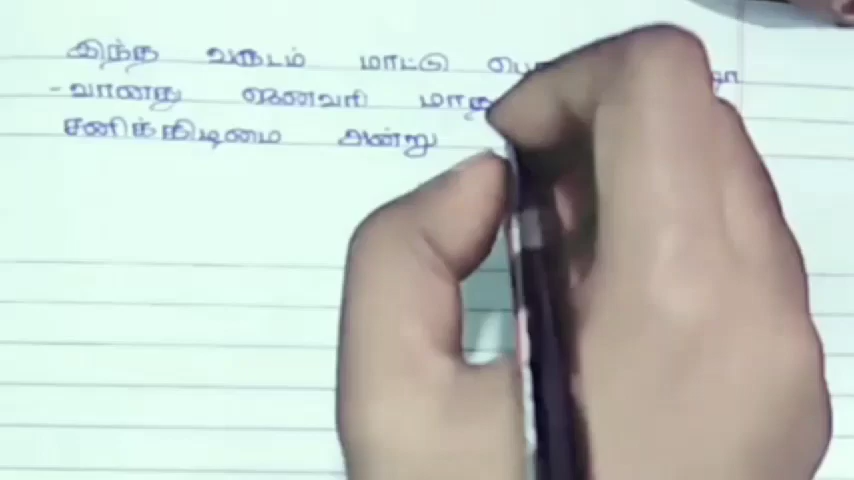 இந்த வருடம் மாட்டு
-வானது ஜனவரி
சனிக்கிழமை அன்று